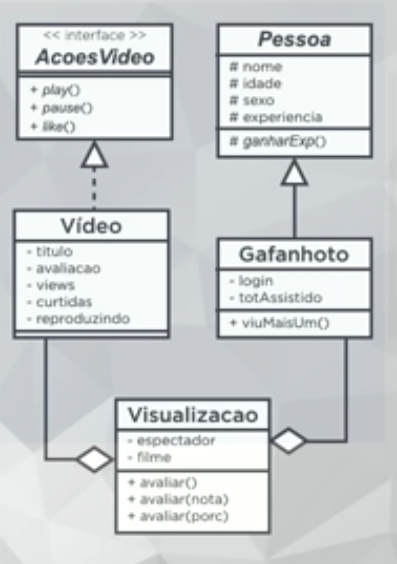 << interface >>
AcoesVideo
+ play()
+ pause()
+ like()
Pessoa
# nome
# idade
# sexo
# experiencia
# ganharExp()
Vídeo
- titulo
- avaliacao
- views
- curtidas
- reproduzindo
Gafanhoto
- login
- totAssistido
+ viuMaisUm()
Visualizacao
- espectador
- filme
+ avaliar()
+ avaliar(nota)
+ avaliar(porc)